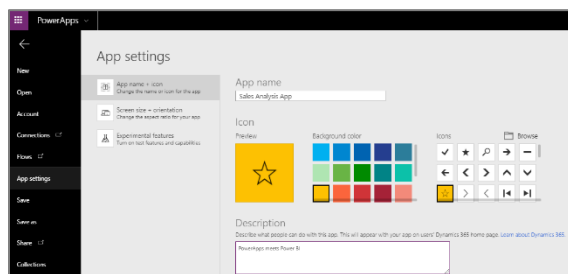 PowerApps
App settings
New
Open
Account
Connections
Flows
App settings
Save
Save as
Share
Collections
App name + icon
Change the name or icon for the app
Screen size + orientation
Change the aspect ratio for your app
Experimental features
Turn on test features and capabilities
App name
Sales Analysis App
Icon
Preview
Background color
Icons
Browse
Description
Describe what people can do with this app. This will appear with your app on users' Dynamics 365 home page. Learn about Dynamics 365.
PowerApps meet Power BI